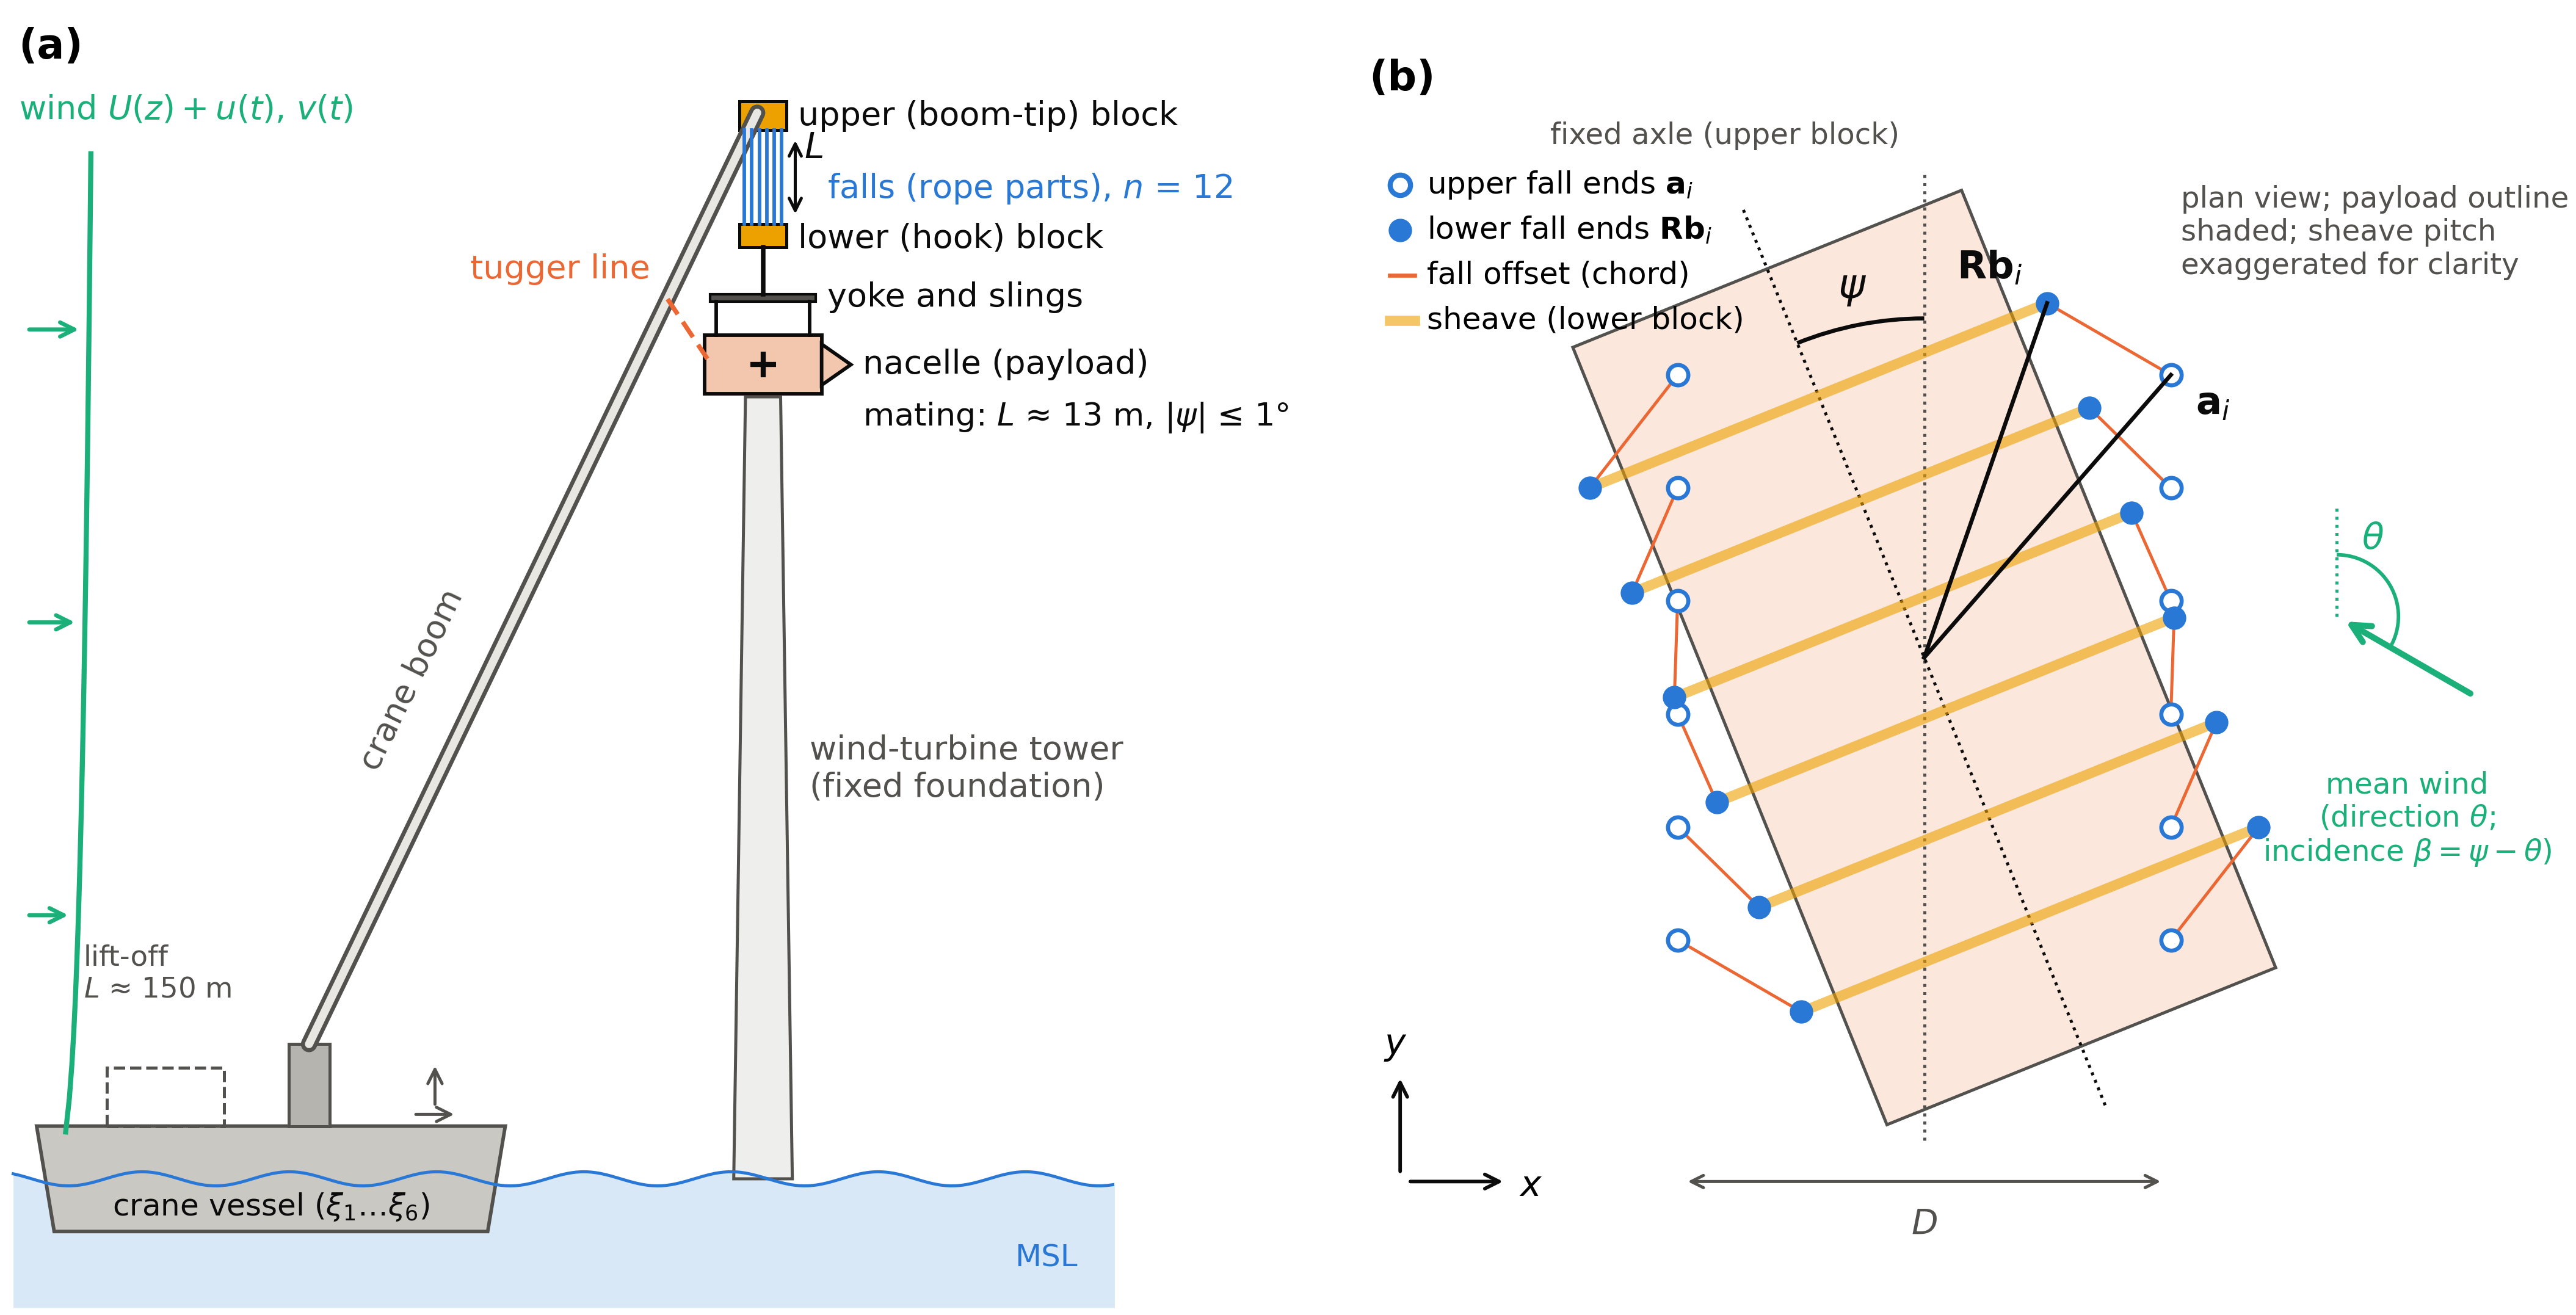 (a)
wind U(z) + u(t), v(t)
upper (boom-tip) block
L
falls (rope parts), n = 12
lower (hook) block
tugger line
yoke and slings
nacelle (payload)
mating: L ≈ 13 m, |ψ| ≤ 1°
crane boom
wind-turbine tower
(fixed foundation)
lift-off
L ≈ 150 m
crane vessel (ξ₁…ξ₆)
MSL
(b)
fixed axle (upper block)
upper fall ends aᵢ
lower fall ends Rbᵢ
fall offset (chord)
sheave (lower block)
plan view; payload outline
shaded; sheave pitch
exaggerated for clarity
ψ
Rbᵢ
aᵢ
θ
mean wind
(direction θ;
incidence β = ψ − θ)
y
x
D